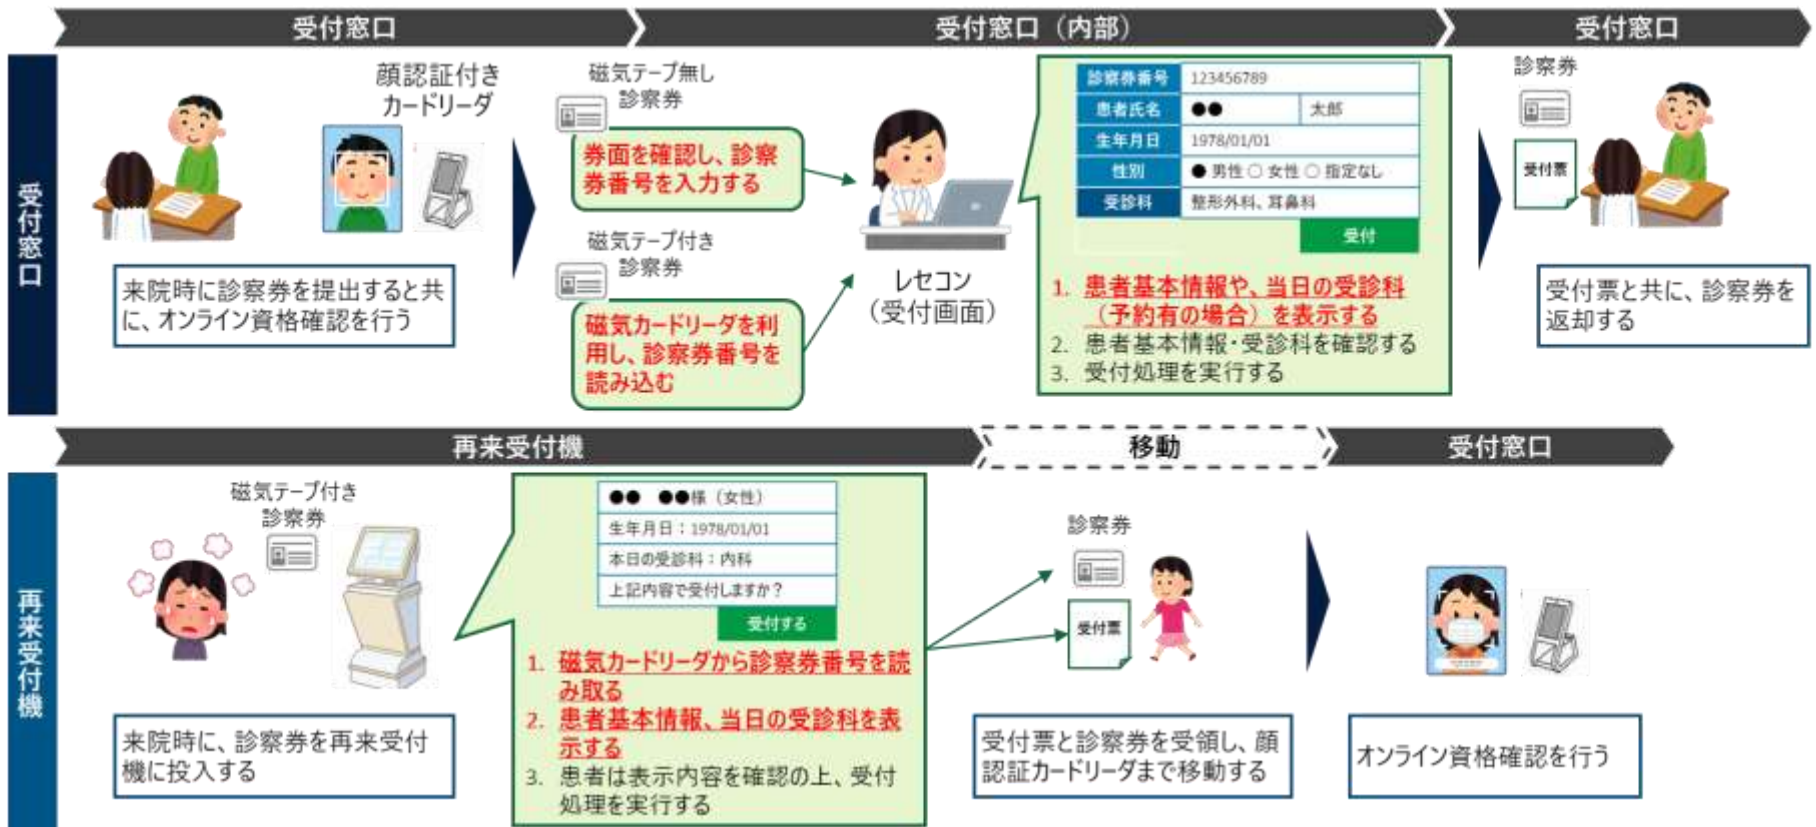 受付窓口
受付窓口（内部）
受付窓口
受付窓口
顔認証付き
カードリーダ
来院時に診察券を提出すると共
に、オンライン資格確認を行う
磁気テープ無し
診察券
券面を確認し、診察
券番号を入力する
磁気テープ付き
診察券
磁気カードリーダを利
用し、診察券番号を
読み込む
レセコン
（受付画面）
診察券番号 123456789
患者氏名 ●● 太郎
生年月日 1978/01/01
性別 ● 男性 ○ 女性 ○ 指定なし
受診科 整形外科、耳鼻科
受付
1. 患者基本情報や、当日の受診科
（予約有の場合）を表示する
2. 患者基本情報・受診科を確認する
3. 受付処理を実行する
診察券
受付票
受付票と共に、診察券を
返却する
再来受付機
移動
受付窓口
再来受付機
磁気テープ付き
診察券
来院時に、診察券を再来受付
機に投入する
●● ●●様（女性）
生年月日：1978/01/01
本日の受診科：内科
上記内容で受付しますか？
受付する
1. 磁気カードリーダから診察券番号を読
み取る
2. 患者基本情報、当日の受診科を表
示する
3. 患者は表示内容を確認の上、受付
処理を実行する
診察券
受付票
受付票と診察券を受領し、顔
認証カードリーダまで移動する
オンライン資格確認を行う